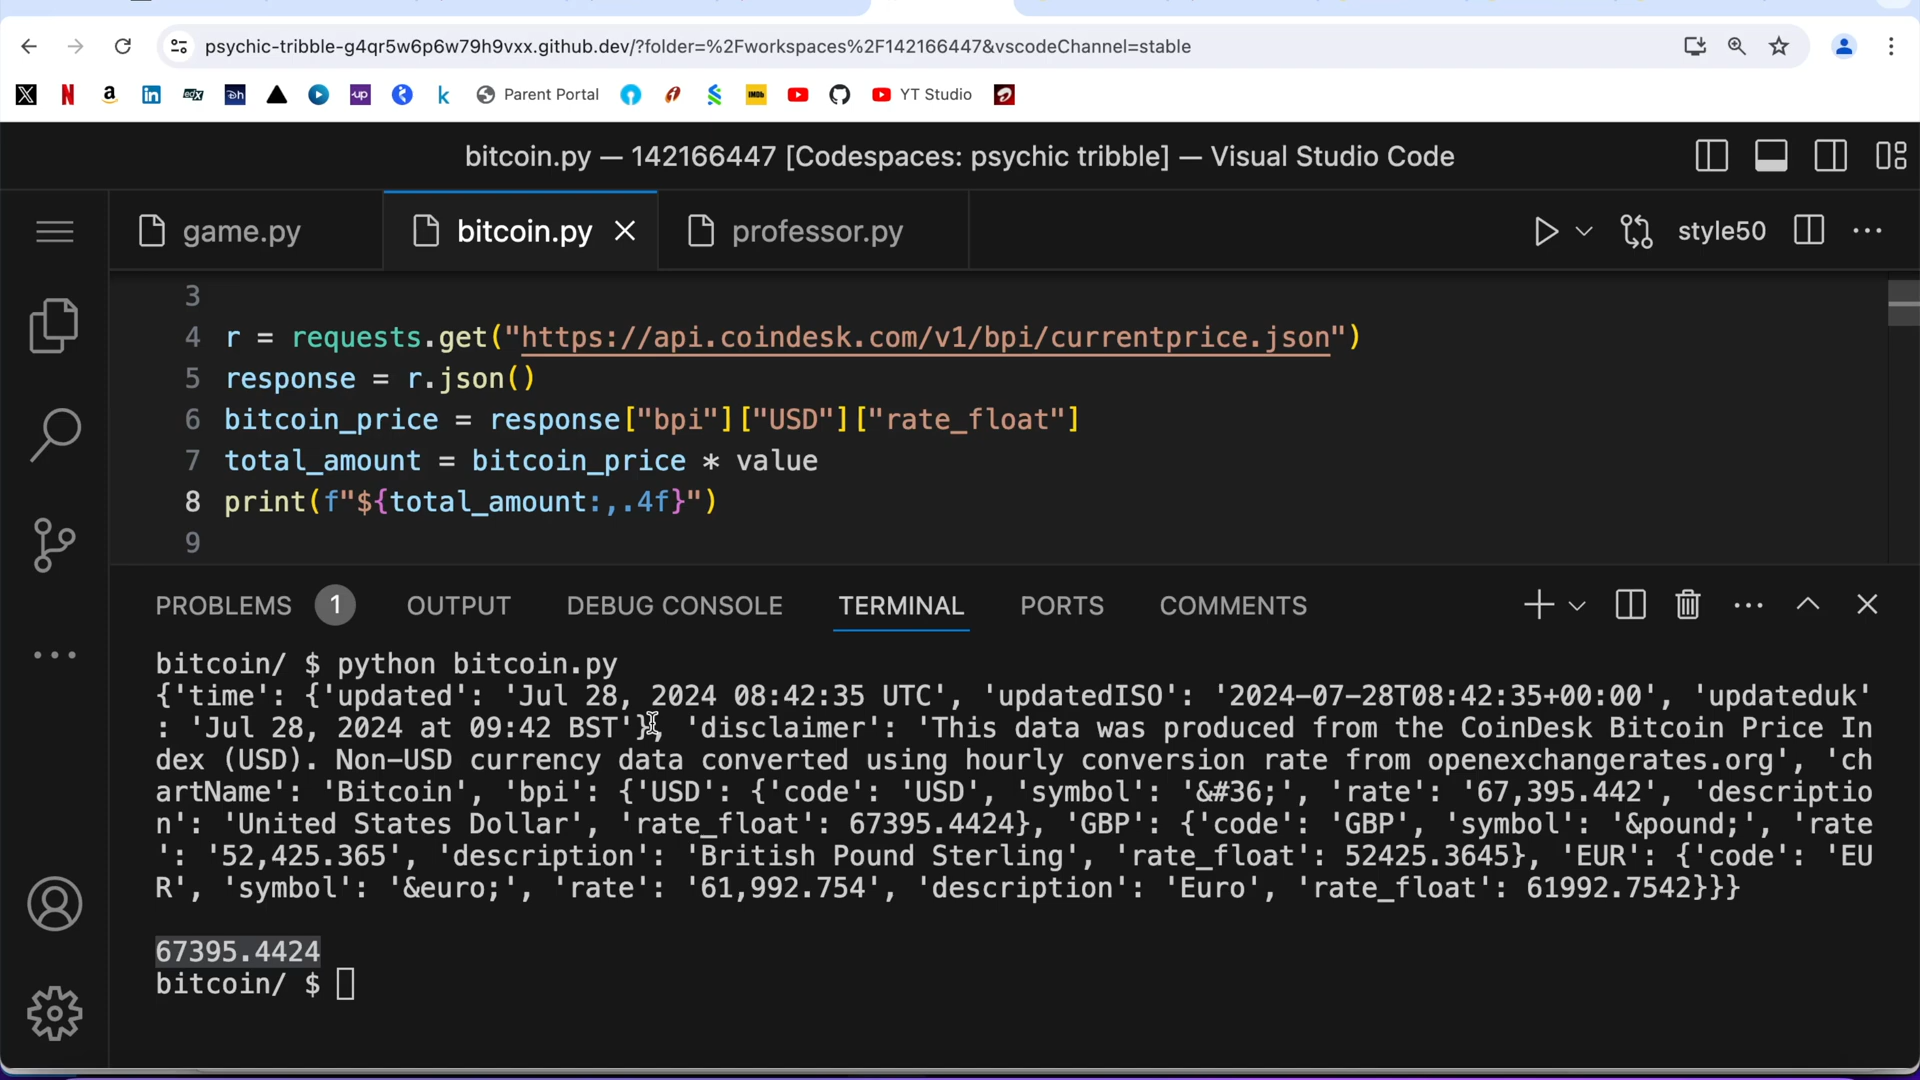 psychic-tribble-g4qr5w6p6w79h9vxx.github.dev/?folder=%2Fworkspaces%2F142166447&vscodeChannel=stable
X N a in edX Dh up k Parent Portal IMDb YT Studio
bitcoin.py — 142166447 [Codespaces: psychic tribble] — Visual Studio Code
game.py bitcoin.py professor.py style50
3
4 r = requests.get("https://api.coindesk.com/v1/bpi/currentprice.json")
5 response = r.json()
6 bitcoin_price = response["bpi"]["USD"]["rate_float"]
7 total_amount = bitcoin_price * value
8 print(f"${total_amount:,.4f}")
9
PROBLEMS 1 OUTPUT DEBUG CONSOLE TERMINAL PORTS COMMENTS
bitcoin/ $ python bitcoin.py
{'time': {'updated': 'Jul 28, 2024 08:42:35 UTC', 'updatedISO': '2024-07-28T08:42:35+00:00', 'updateduk'
: 'Jul 28, 2024 at 09:42 BST'}, 'disclaimer': 'This data was produced from the CoinDesk Bitcoin Price In
dex (USD). Non-USD currency data converted using hourly conversion rate from openexchangerates.org', 'ch
artName': 'Bitcoin', 'bpi': {'USD': {'code': 'USD', 'symbol': '&#36;', 'rate': '67,395.442', 'descriptio
n': 'United States Dollar', 'rate_float': 67395.4424}, 'GBP': {'code': 'GBP', 'symbol': '&pound;', 'rate
': '52,425.365', 'description': 'British Pound Sterling', 'rate_float': 52425.3645}, 'EUR': {'code': 'EU
R', 'symbol': '&euro;', 'rate': '61,992.754', 'description': 'Euro', 'rate_float': 61992.7542}}}
67395.4424
bitcoin/ $